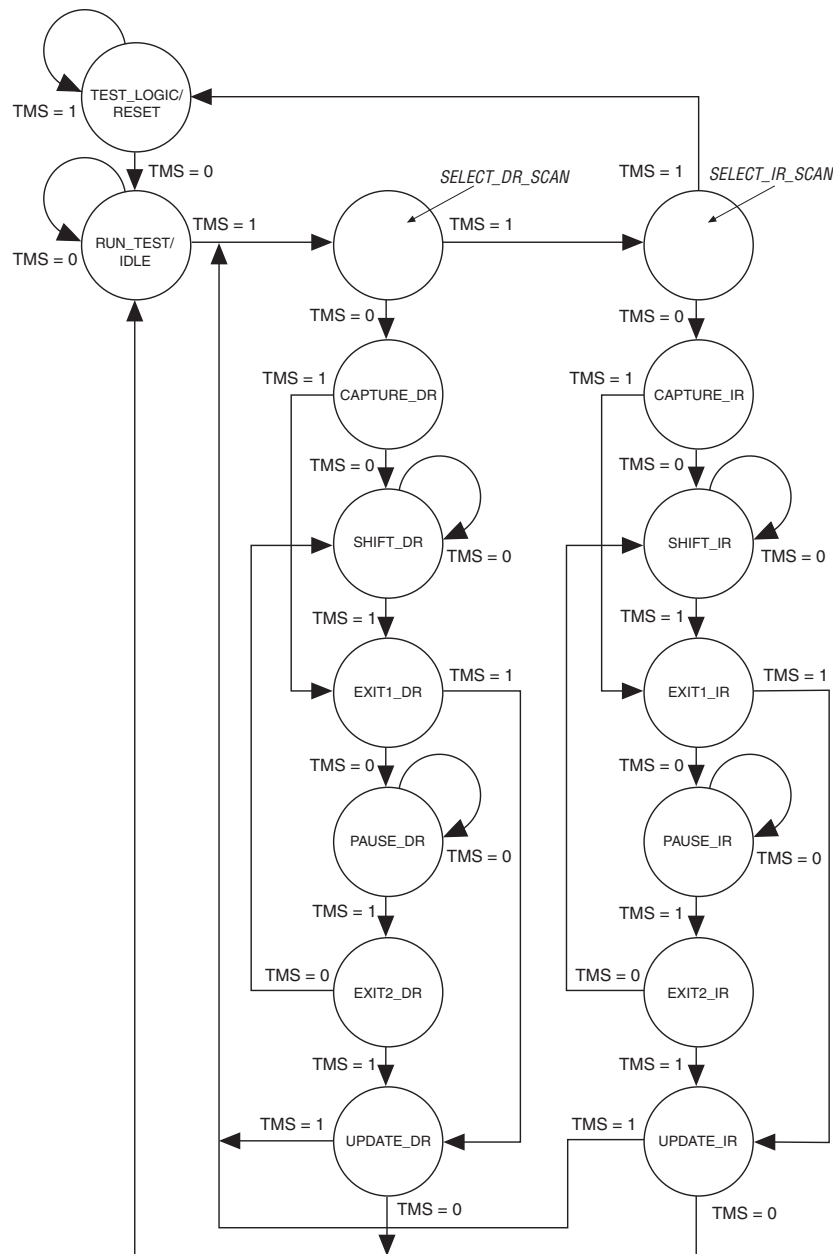 TEST_LOGIC/
RESET
TMS = 1
TMS = 0
SELECT_DR_SCAN
TMS = 1
SELECT_IR_SCAN
TMS = 1
TMS = 1
RUN_TEST/
IDLE
TMS = 0
TMS = 0
TMS = 0
TMS = 1
CAPTURE_DR
TMS = 1
CAPTURE_IR
TMS = 0
TMS = 0
SHIFT_DR
TMS = 0
SHIFT_IR
TMS = 0
TMS = 1
TMS = 1
EXIT1_DR
TMS = 1
EXIT1_IR
TMS = 1
TMS = 0
TMS = 0
PAUSE_DR
TMS = 0
PAUSE_IR
TMS = 0
TMS = 1
TMS = 1
TMS = 0
EXIT2_DR
TMS = 0
EXIT2_IR
TMS = 1
TMS = 1
TMS = 1
UPDATE_DR
TMS = 1
UPDATE_IR
TMS = 0
TMS = 0